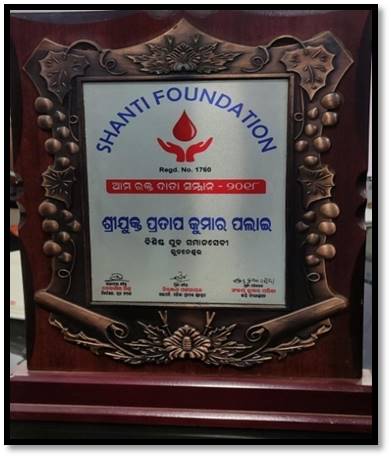 SHANTI FOUNDATION
Regd. No. 1760
ଆମ ରକ୍ତ ଦାତା ସମ୍ମାନ - ୨୦୧୮
ଶ୍ରୀଯୁକ୍ତ ପ୍ରତାପ କୁମାର ପଲାଇ
ବିଶିଷ୍ଟ ଯୁବ ସମାଜସେବୀ
ଭୁବନେଶ୍ୱର